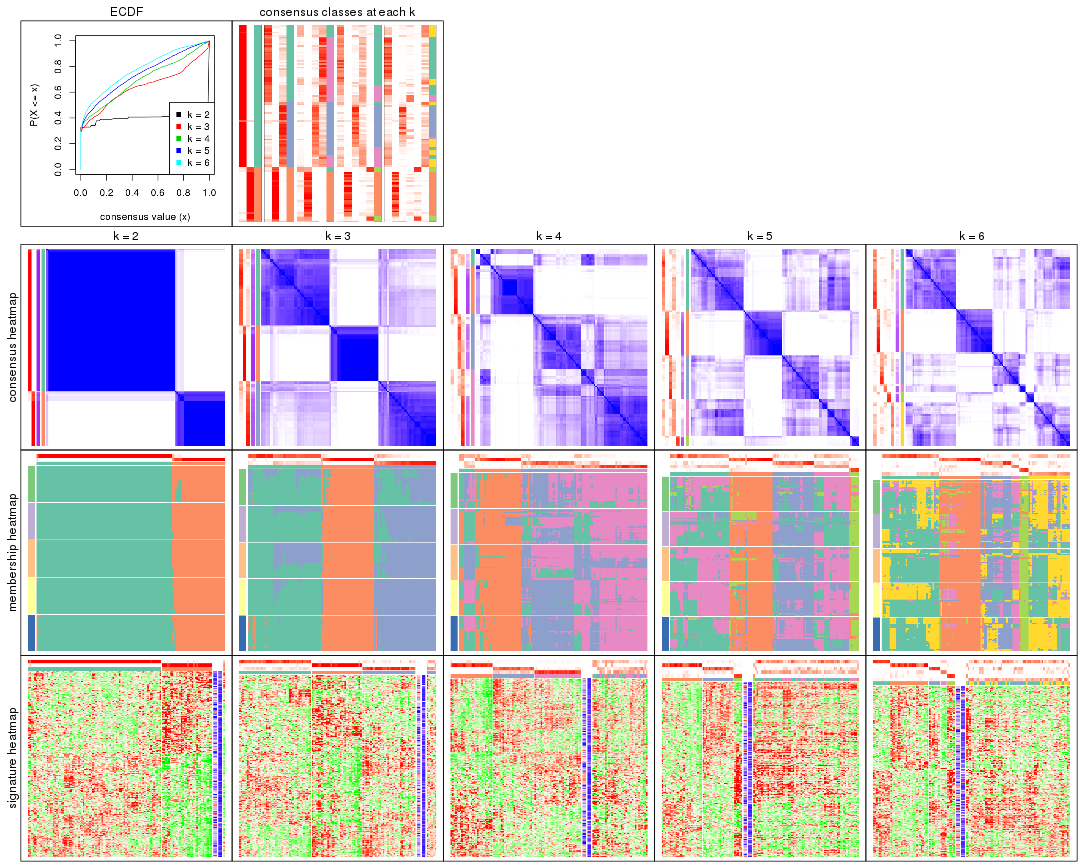 ECDF
consensus classes at each k
P(X <= x)
1.0
0.8
0.6
0.4
0.2
0.0
k = 2
k = 3
k = 4
k = 5
k = 6
0.0 0.2 0.4 0.6 0.8 1.0
consensus value (x)
k = 2
k = 3
k = 4
k = 5
k = 6
consensus heatmap
membership heatmap
signature heatmap